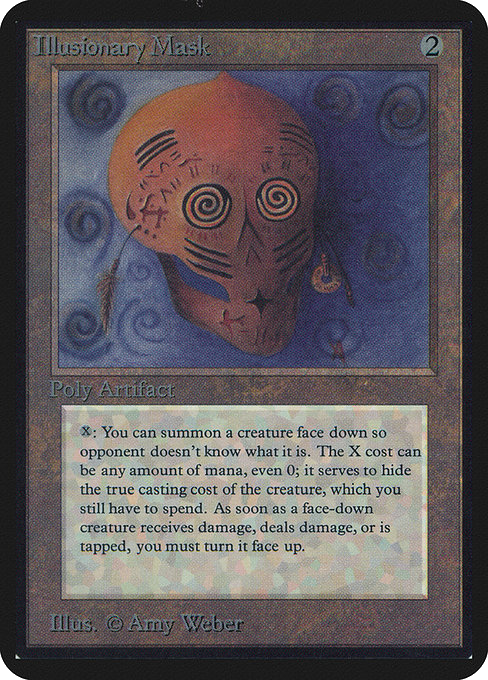 Illusionary Mask 2
Poly Artifact
X: You can summon a creature face down so
opponent doesn't know what it is. The X cost can
be any amount of mana, even 0; it serves to hide
the true casting cost of the creature, which you
still have to spend. As soon as a face-down
creature receives damage, deals damage, or is
tapped, you must turn it face up.
Illus. © Amy Weber